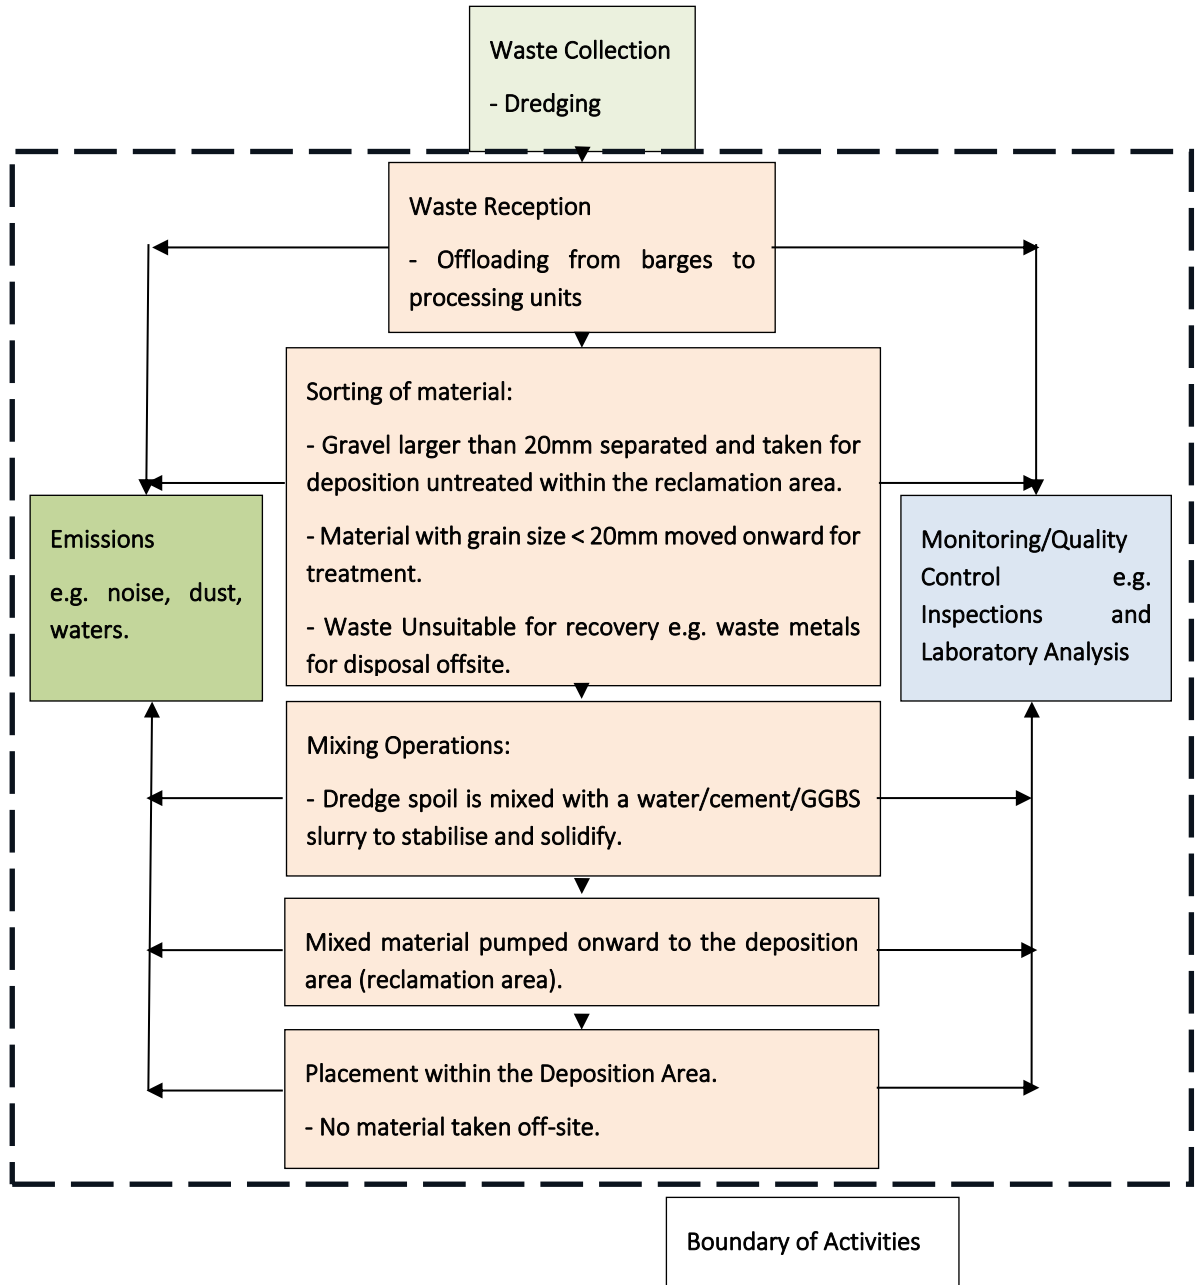 Waste Collection
- Dredging
Waste Reception
- Offloading from barges to
processing units
Sorting of material:
- Gravel larger than 20mm separated and taken for
deposition untreated within the reclamation area.
- Material with grain size < 20mm moved onward for
treatment.
- Waste Unsuitable for recovery e.g. waste metals
for disposal offsite.
Emissions
e.g. noise, dust,
waters.
Monitoring/Quality
Control e.g.
Inspections and
Laboratory Analysis
Mixing Operations:
- Dredge spoil is mixed with a water/cement/GGBS
slurry to stabilise and solidify.
Mixed material pumped onward to the deposition
area (reclamation area).
Placement within the Deposition Area.
- No material taken off-site.
Boundary of Activities